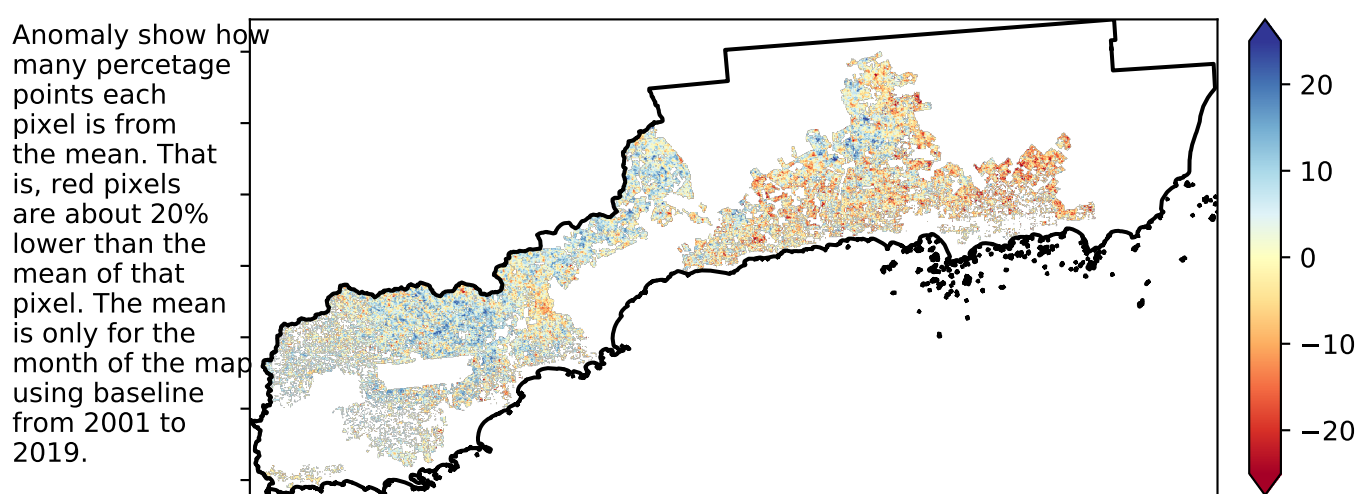 Anomaly show how
many percetage
points each
pixel is from
the mean. That
is, red pixels
are about 20%
lower than the
mean of that
pixel. The mean
is only for the
month of the map
using baseline
from 2001 to
2019.
20
10
0
−10
−20